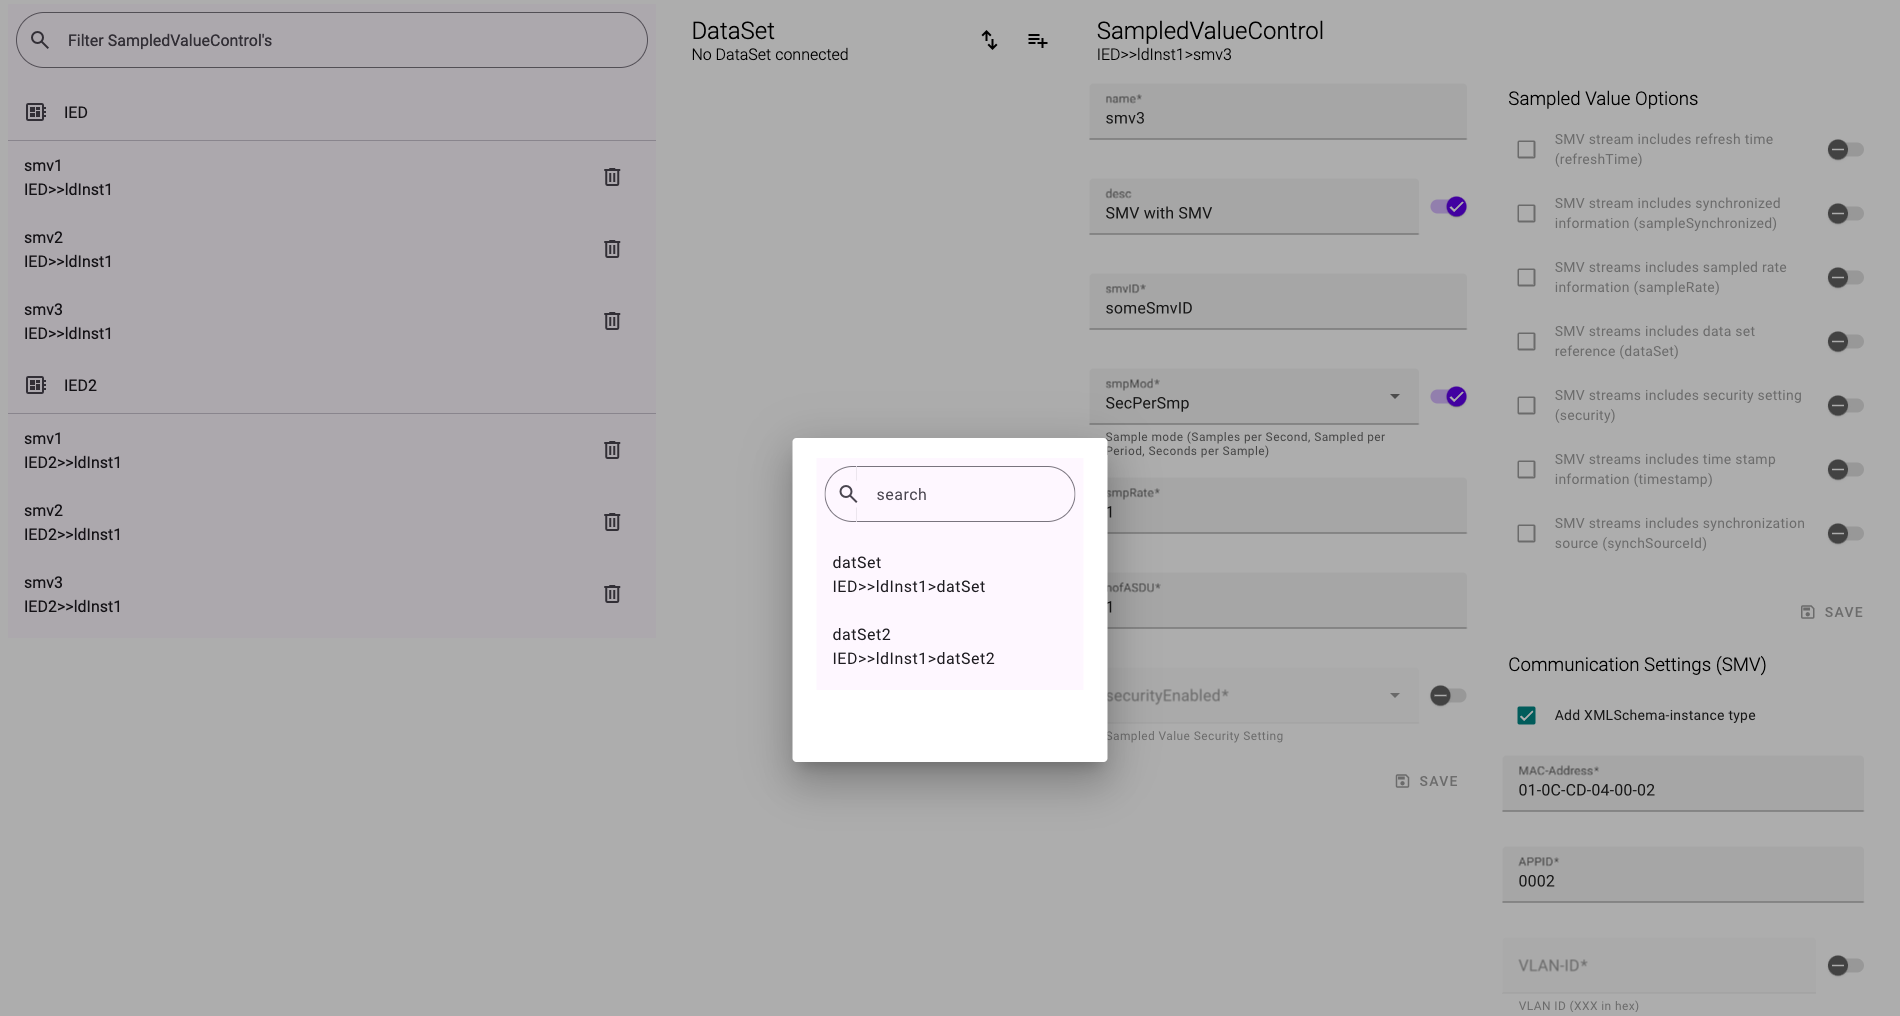 Filter SampledValueControl's
IED
smv1
IED>>ldInst1
smv2
IED>>ldInst1
smv3
IED>>ldInst1
IED2
smv1
IED2>>ldInst1
smv2
IED2>>ldInst1
smv3
IED2>>ldInst1
DataSet
No DataSet connected
search
datSet
IED>>ldInst1>datSet
datSet2
IED>>ldInst1>datSet2
SampledValueControl
IED>>ldInst1>smv3
name*
smv3
desc
SMV with SMV
smvID*
someSmvID
smpMod*
SecPerSmp
Sample mode (Samples per Second, Sampled per
Period, Seconds per Sample)
smpRate*
1
nofASDU*
1
securityEnabled*
Sampled Value Security Setting
SAVE
Sampled Value Options
SMV stream includes refresh time
(refreshTime)
SMV stream includes synchronized
information (sampleSynchronized)
SMV streams includes sampled rate
information (sampleRate)
SMV streams includes data set
reference (dataSet)
SMV streams includes security setting
(security)
SMV streams includes time stamp
information (timestamp)
SMV streams includes synchronization
source (synchSourceId)
SAVE
Communication Settings (SMV)
Add XMLSchema-instance type
MAC-Address*
01-0C-CD-04-00-02
APPID*
0002
VLAN-ID*
VLAN ID (XXX in hex)